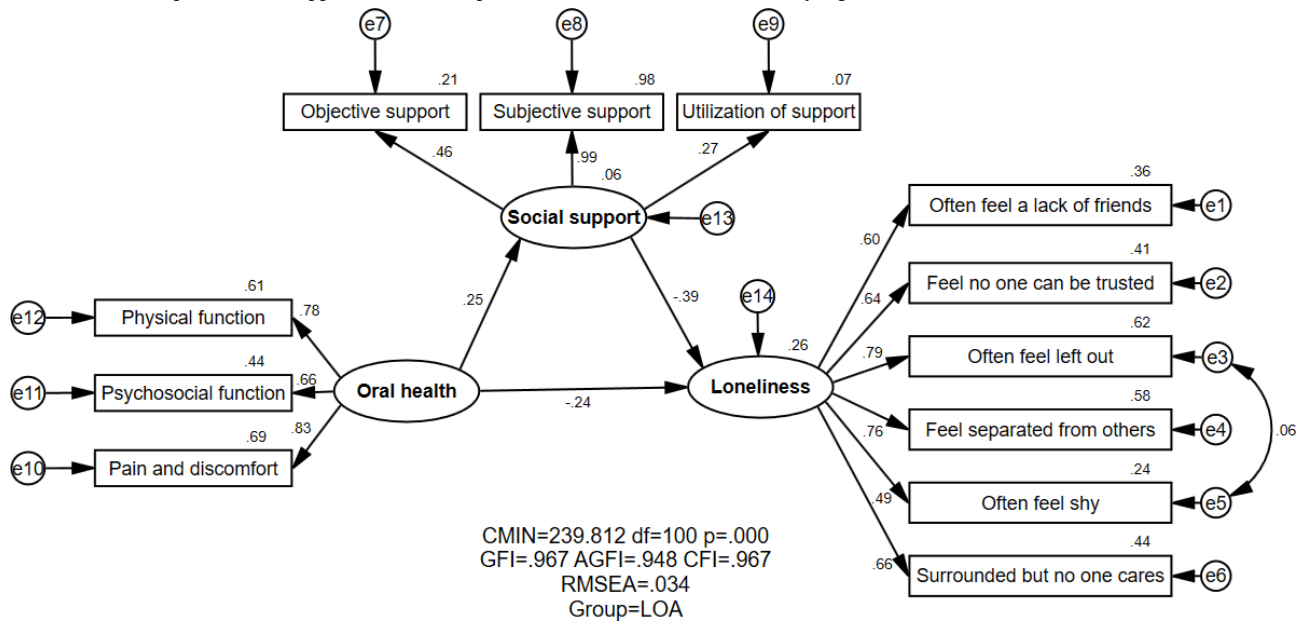 e7
e8
e9
.21
.98
.07
Objective support
Subjective support
Utilization of support
.46
.99
.27
.06
Social support
e13
.36
Often feel a lack of friends
e1
.60
.41
Feel no one can be trusted
e2
.64
.25
-.39
e14
.61
Physical function
e12
.78
.62
Often feel left out
e3
.79
.26
.44
Psychosocial function
e11
.66
Oral health
-.24
Loneliness
.58
Feel separated from others
e4
.76
.06
.69
Pain and discomfort
e10
.83
.24
Often feel shy
e5
.49
.44
Surrounded but no one cares
e6
.66
CMIN=239.812 df=100 p=.000
GFI=.967 AGFI=.948 CFI=.967
RMSEA=.034
Group=LOA